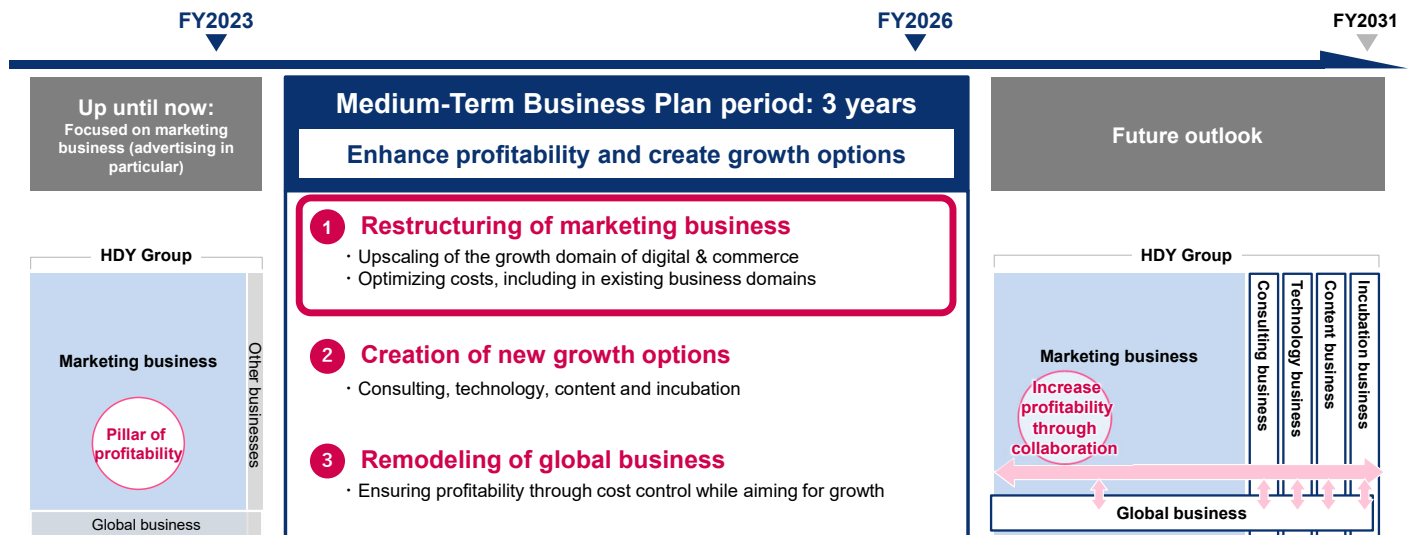 FY2023
FY2026
FY2031
Up until now:
Focused on marketing
business (advertising in
particular)
Medium-Term Business Plan period: 3 years
Enhance profitability and create growth options
Future outlook
HDY Group
Marketing business
Pillar of
profitability
Other businesses
Global business
1 Restructuring of marketing business
・Upscaling of the growth domain of digital & commerce
・Optimizing costs, including in existing business domains
2 Creation of new growth options
・Consulting, technology, content and incubation
3 Remodeling of global business
・Ensuring profitability through cost control while aiming for growth
HDY Group
Marketing business
Increase
profitability
through
collaboration
Consulting business
Technology business
Content business
Incubation business
Global business